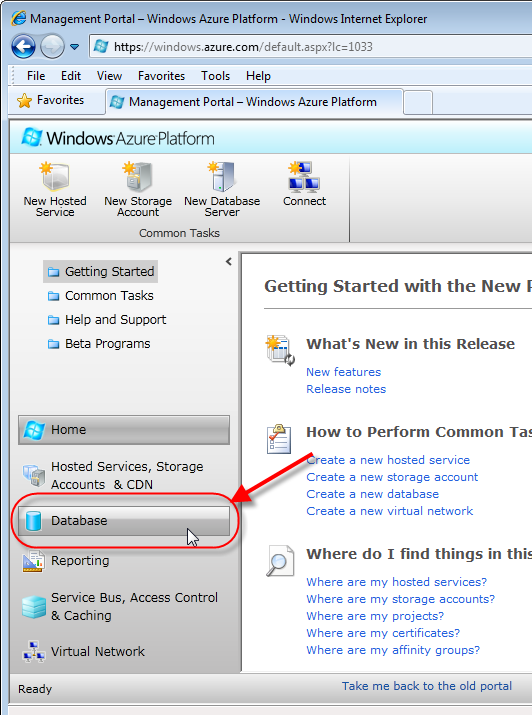 Management Portal – Windows Azure Platform - Windows Internet Explorer
https://windows.azure.com/default.aspx?lc=1033
File Edit View Favorites Tools Help
Favorites Management Portal – Windows Azure Platform
Windows Azure Platform
New Hosted Service
New Storage Account
New Database Server
Connect
Common Tasks
Getting Started
Common Tasks
Help and Support
Beta Programs
Home
Hosted Services, Storage
Accounts & CDN
Database
Reporting
Service Bus, Access Control
& Caching
Virtual Network
Getting Started with the New
What's New in this Release
New features
Release notes
How to Perform Common Tas
Create a new hosted service
Create a new storage account
Create a new database
Create a new virtual network
Where do I find things in this
Where are my hosted services?
Where are my storage accounts?
Where are my projects?
Where are my certificates?
Where are my affinity groups?
Ready
Take me back to the old portal